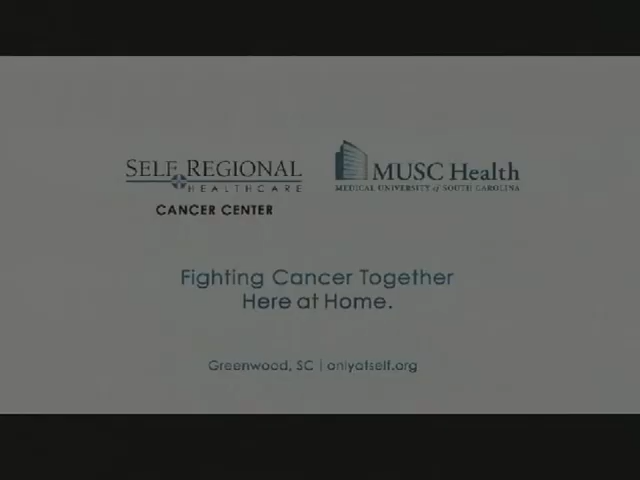 SELF REGIONAL
HEALTHCARE
CANCER CENTER
MUSC Health
MEDICAL UNIVERSITY of SOUTH CAROLINA
Fighting Cancer Together
Here at Home.
Greenwood, SC | onlyatself.org